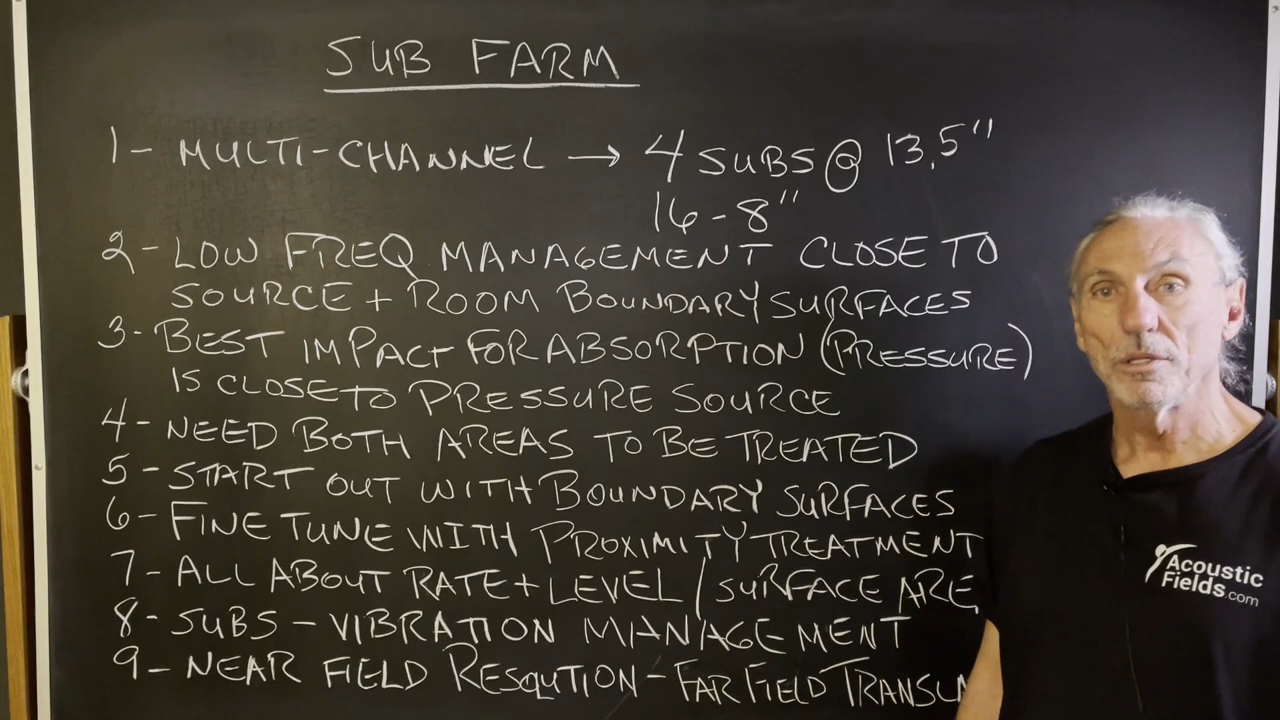 SUB FARM
1- MULTI-CHANNEL → 4 SUBS @ 13.5"
16-8"
2- LOW FREQ MANAGEMENT CLOSE TO
SOURCE + ROOM BOUNDARY SURFACES
3- BEST IMPACT FOR ABSORPTION (PRESSURE)
IS CLOSE TO PRESSURE SOURCE
4- NEED BOTH AREAS TO BE TREATED
5- START OUT WITH BOUNDARY SURFACES
6- FINE TUNE WITH PROXIMITY TREATMENT
7- ALL ABOUT RATE + LEVEL / SURFACE ARE
8- SUBS - VIBRATION MANAGEMENT
9- NEAR FIELD RESOLUTION - FAR FIELD TRANSLA
Acoustic
Fields.com